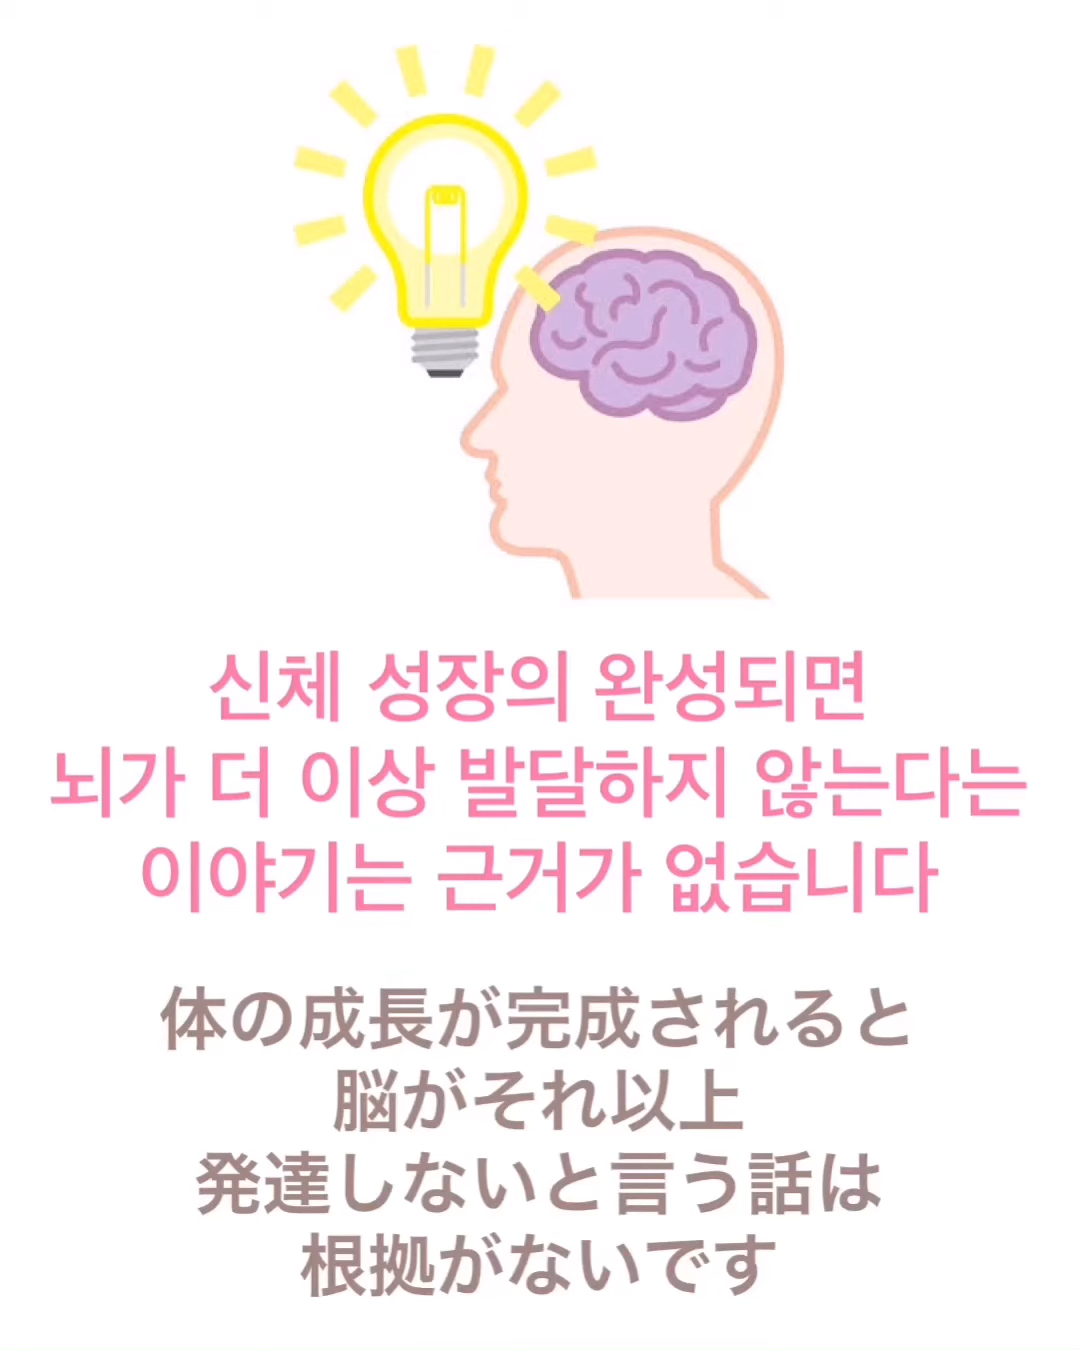 신체 성장의 완성되면
뇌가 더 이상 발달하지 않는다는
이야기는 근거가 없습니다
体の成長が完成されると
脳がそれ以上
発達しないと言う話は
根拠がないです